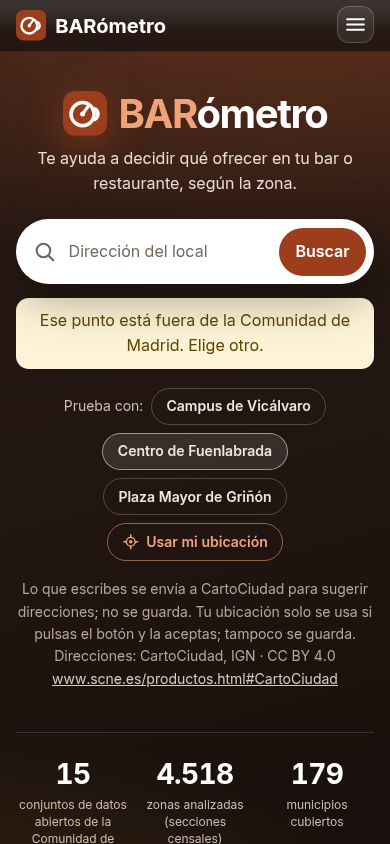 BARómetro
BARómetro
Te ayuda a decidir qué ofrecer en tu bar o
restaurante, según la zona.
Dirección del local
Buscar
Ese punto está fuera de la Comunidad de
Madrid. Elige otro.
Prueba con: Campus de Vicálvaro
Centro de Fuenlabrada
Plaza Mayor de Griñón
Usar mi ubicación
Lo que escribes se envía a CartoCiudad para sugerir
direcciones; no se guarda. Tu ubicación solo se usa si
pulsas el botón y la aceptas; tampoco se guarda.
Direcciones: CartoCiudad, IGN · CC BY 4.0
www.scne.es/productos.html#CartoCiudad
15 4.518 179
conjuntos de datos zonas analizadas municipios
abiertos de la (secciones cubiertos
Comunidad de censales)